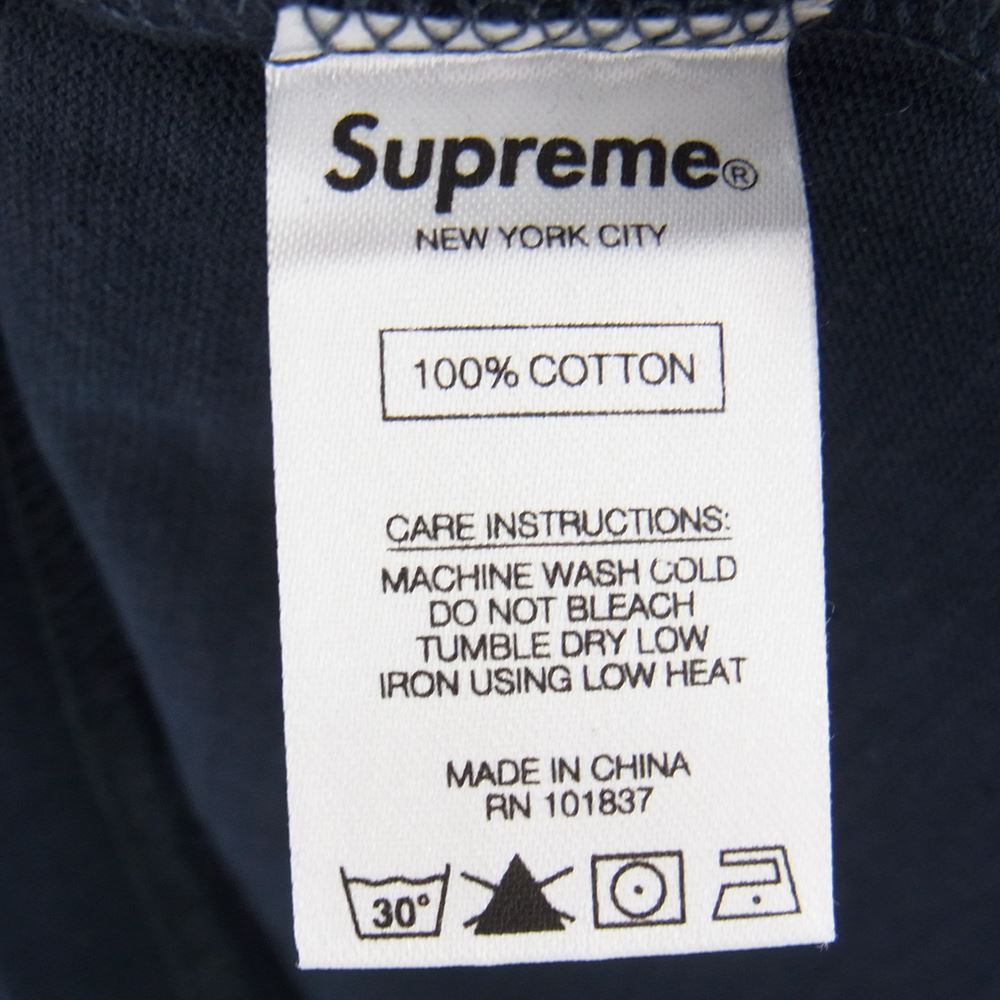 Supreme®
NEW YORK CITY
100% COTTON
CARE INSTRUCTIONS:
MACHINE WASH COLD
DO NOT BLEACH
TUMBLE DRY LOW
IRON USING LOW HEAT
MADE IN CHINA
RN 101837
30°